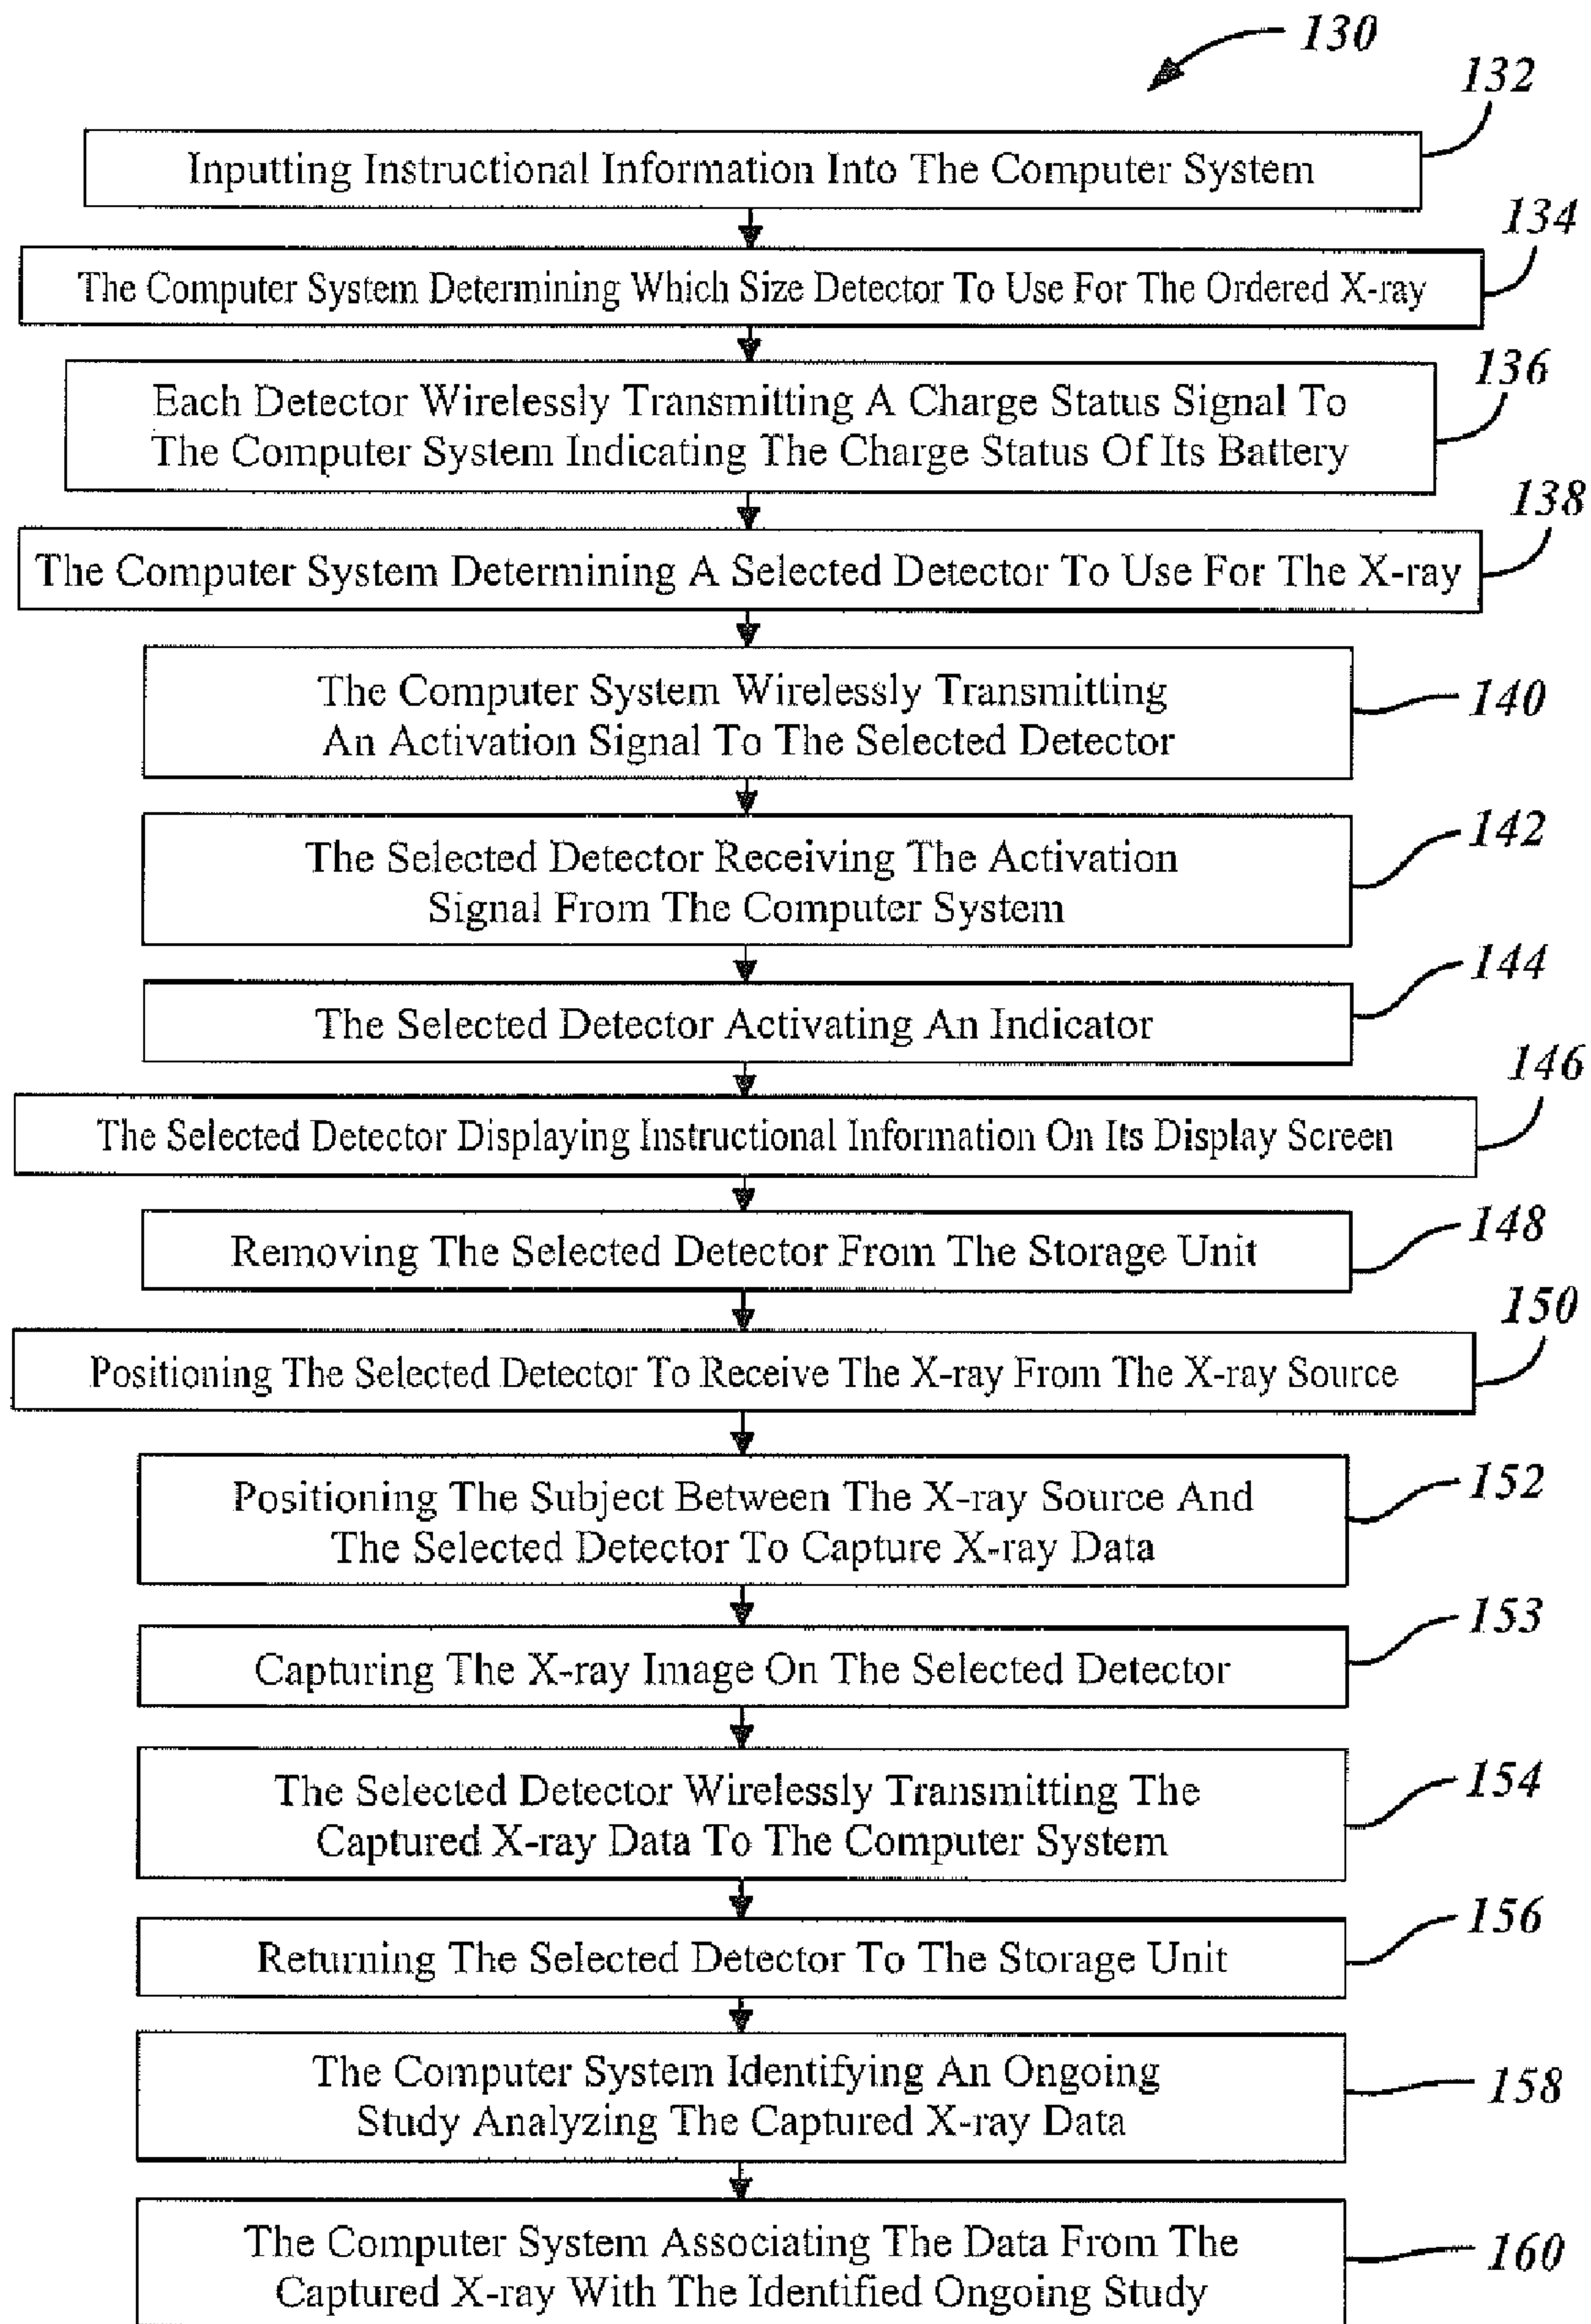 130
132
Inputting Instructional Information Into The Computer System
134
The Computer System Determining Which Size Detector To Use For The Ordered X-ray
136
Each Detector Wirelessly Transmitting A Charge Status Signal To
The Computer System Indicating The Charge Status Of Its Battery
138
The Computer System Determining A Selected Detector To Use For The X-ray
The Computer System Wirelessly Transmitting
An Activation Signal To The Selected Detector
140
The Selected Detector Receiving The Activation
Signal From The Computer System
142
144
The Selected Detector Activating An Indicator
146
The Selected Detector Displaying Instructional Information On Its Display Screen
148
Removing The Selected Detector From The Storage Unit
150
Positioning The Selected Detector To Receive The X-ray From The X-ray Source
152
Positioning The Subject Between The X-ray Source And
The Selected Detector To Capture X-ray Data
153
Capturing The X-ray Image On The Selected Detector
154
The Selected Detector Wirelessly Transmitting The
Captured X-ray Data To The Computer System
156
Returning The Selected Detector To The Storage Unit
The Computer System Identifying An Ongoing
Study Analyzing The Captured X-ray Data
158
The Computer System Associating The Data From The
Captured X-ray With The Identified Ongoing Study
160